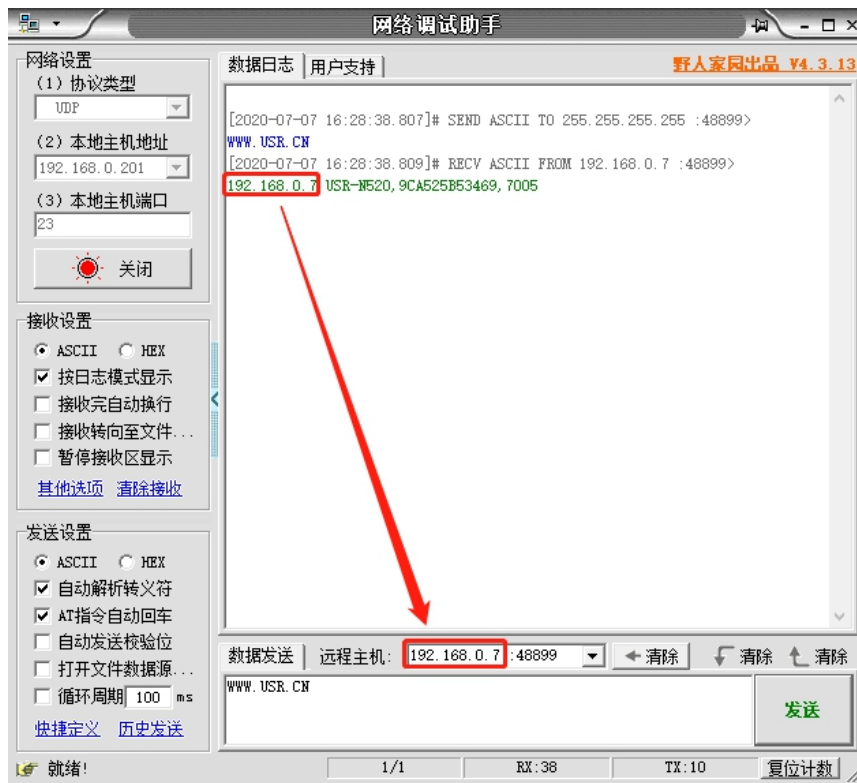 网络调试助手
网络设置
(1) 协议类型
UDP
(2) 本地主机地址
192.168.0.201
(3) 本地主机端口
23
关闭
接收设置
ASCII HEX
按日志模式显示
接收完自动换行
接收转向至文件...
暂停接收区显示
其他选项 清除接收
发送设置
ASCII HEX
自动解析转义符
AT指令自动回车
自动发送校验位
打开文件数据源...
循环周期 100 ms
快捷定义 历史发送
数据日志 用户支持 野人家园出品 V4.3.13
[2020-07-07 16:28:38.807]# SEND ASCII TO 255.255.255.255 :48899>
WWW.USR.CN
[2020-07-07 16:28:38.809]# RECV ASCII FROM 192.168.0.7 :48899>
192.168.0.7 USR-N520,9CA525B53469,7005
数据发送 远程主机: 192.168.0.7 :48899 清除 清除 清除
WWW.USR.CN
发送
就绪! 1/1 RX:38 TX:10 复位计数